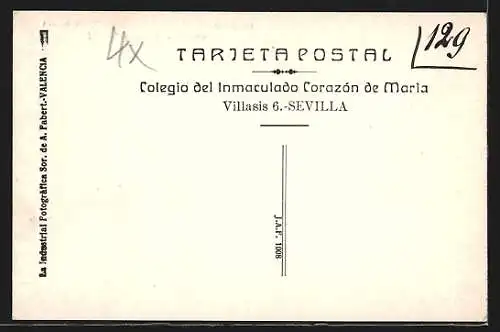 4x
129
TARJETA POSTAL
Colegio del Inmaculado Corazón de María
Villasis 6.-SEVILLA
La Industrial Fotográfica Sor. de A. Fabert.-VALENCIA
J.A.F. 1008